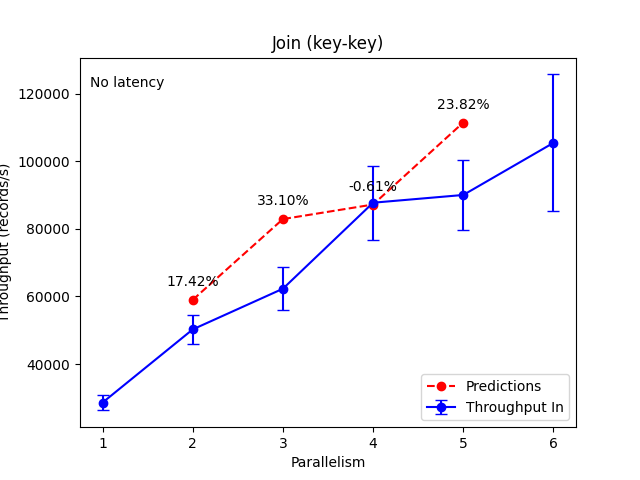 Join (key-key)
No latency
120000
100000
80000
60000
40000
Throughput (records/s)
17.42%
33.10%
-0.61%
23.82%
Predictions
Throughput In
1 2 3 4 5 6
Parallelism